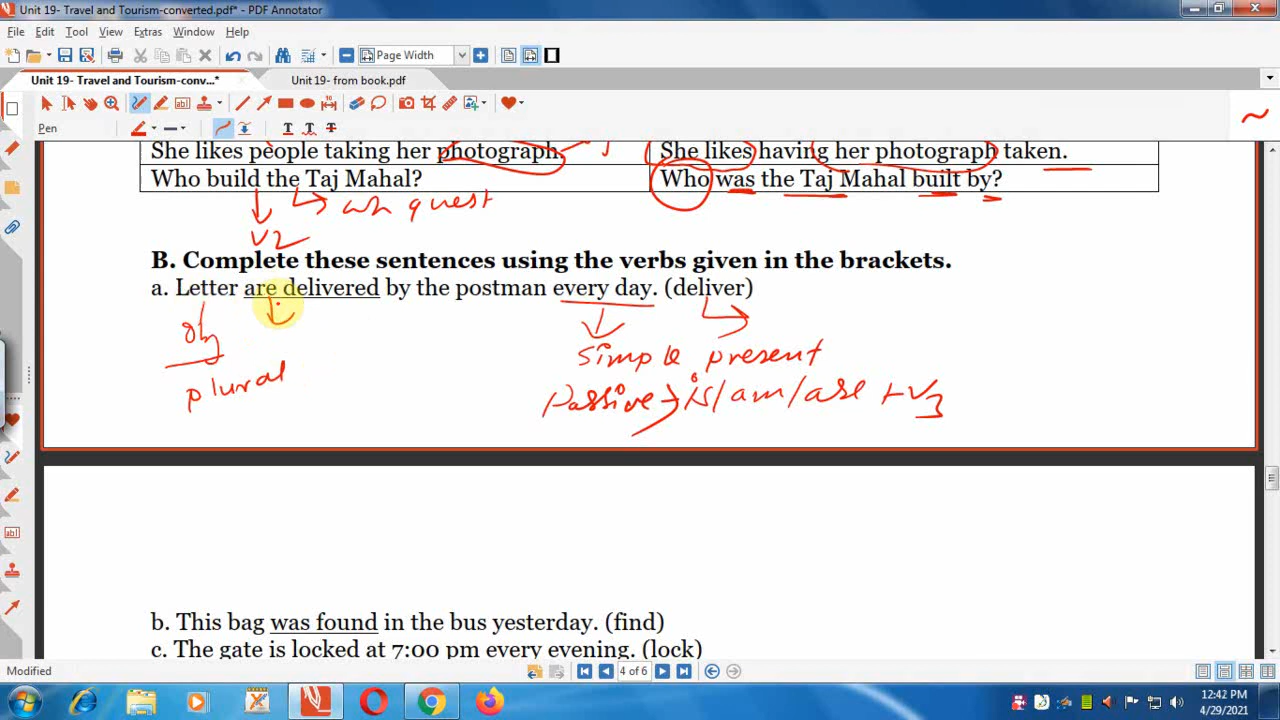 Unit 19- Travel and Tourism-converted.pdf* - PDF Annotator
File Edit Tool View Extras Window Help
Page Width
Unit 19- Travel and Tourism-conv...* Unit 19- from book.pdf
Pen
She likes people taking her photograph. She likes having her photograph taken.
Who build the Taj Mahal? Who was the Taj Mahal built by?
wh quest
V2
B. Complete these sentences using the verbs given in the brackets.
a. Letter are delivered by the postman every day. (deliver)
obj
simple present
plural
Passive → is/am/are + V3
b. This bag was found in the bus yesterday. (find)
c. The gate is locked at 7:00 pm every evening. (lock)
Modified 4 of 6
12:42 PM
4/29/2021